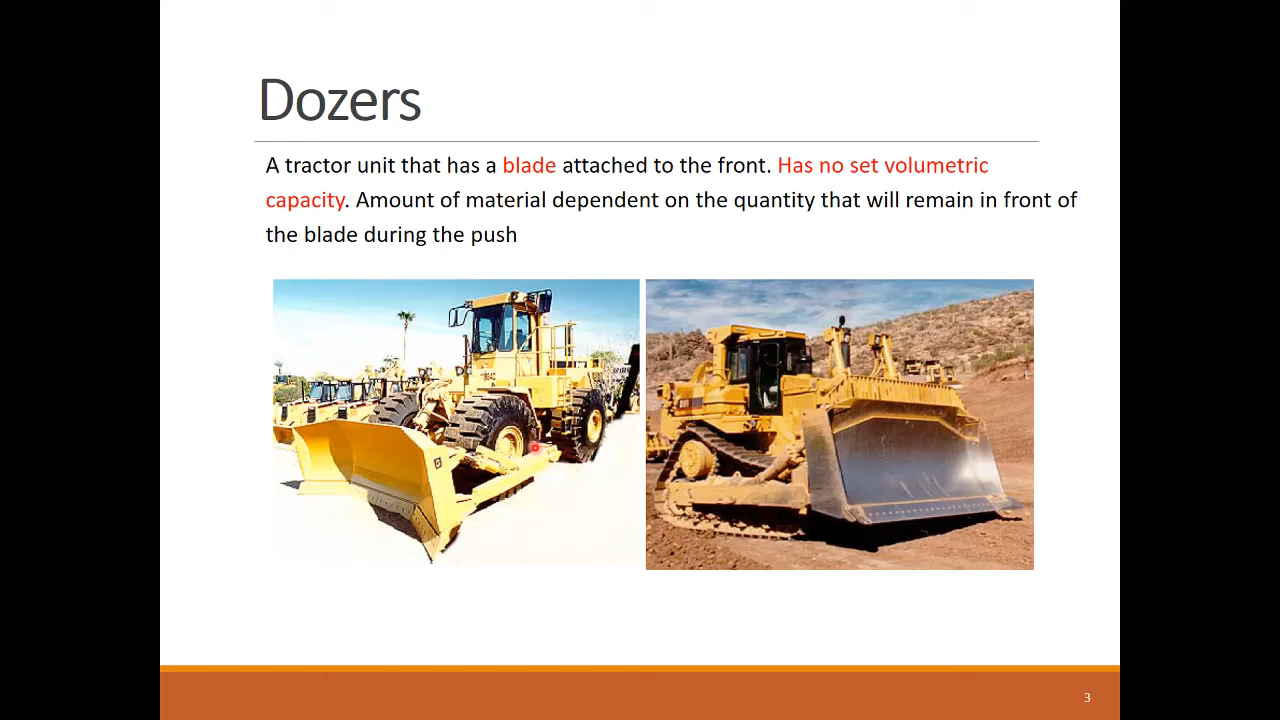 Dozers
A tractor unit that has a blade attached to the front. Has no set volumetric
capacity. Amount of material dependent on the quantity that will remain in front of
the blade during the push
3